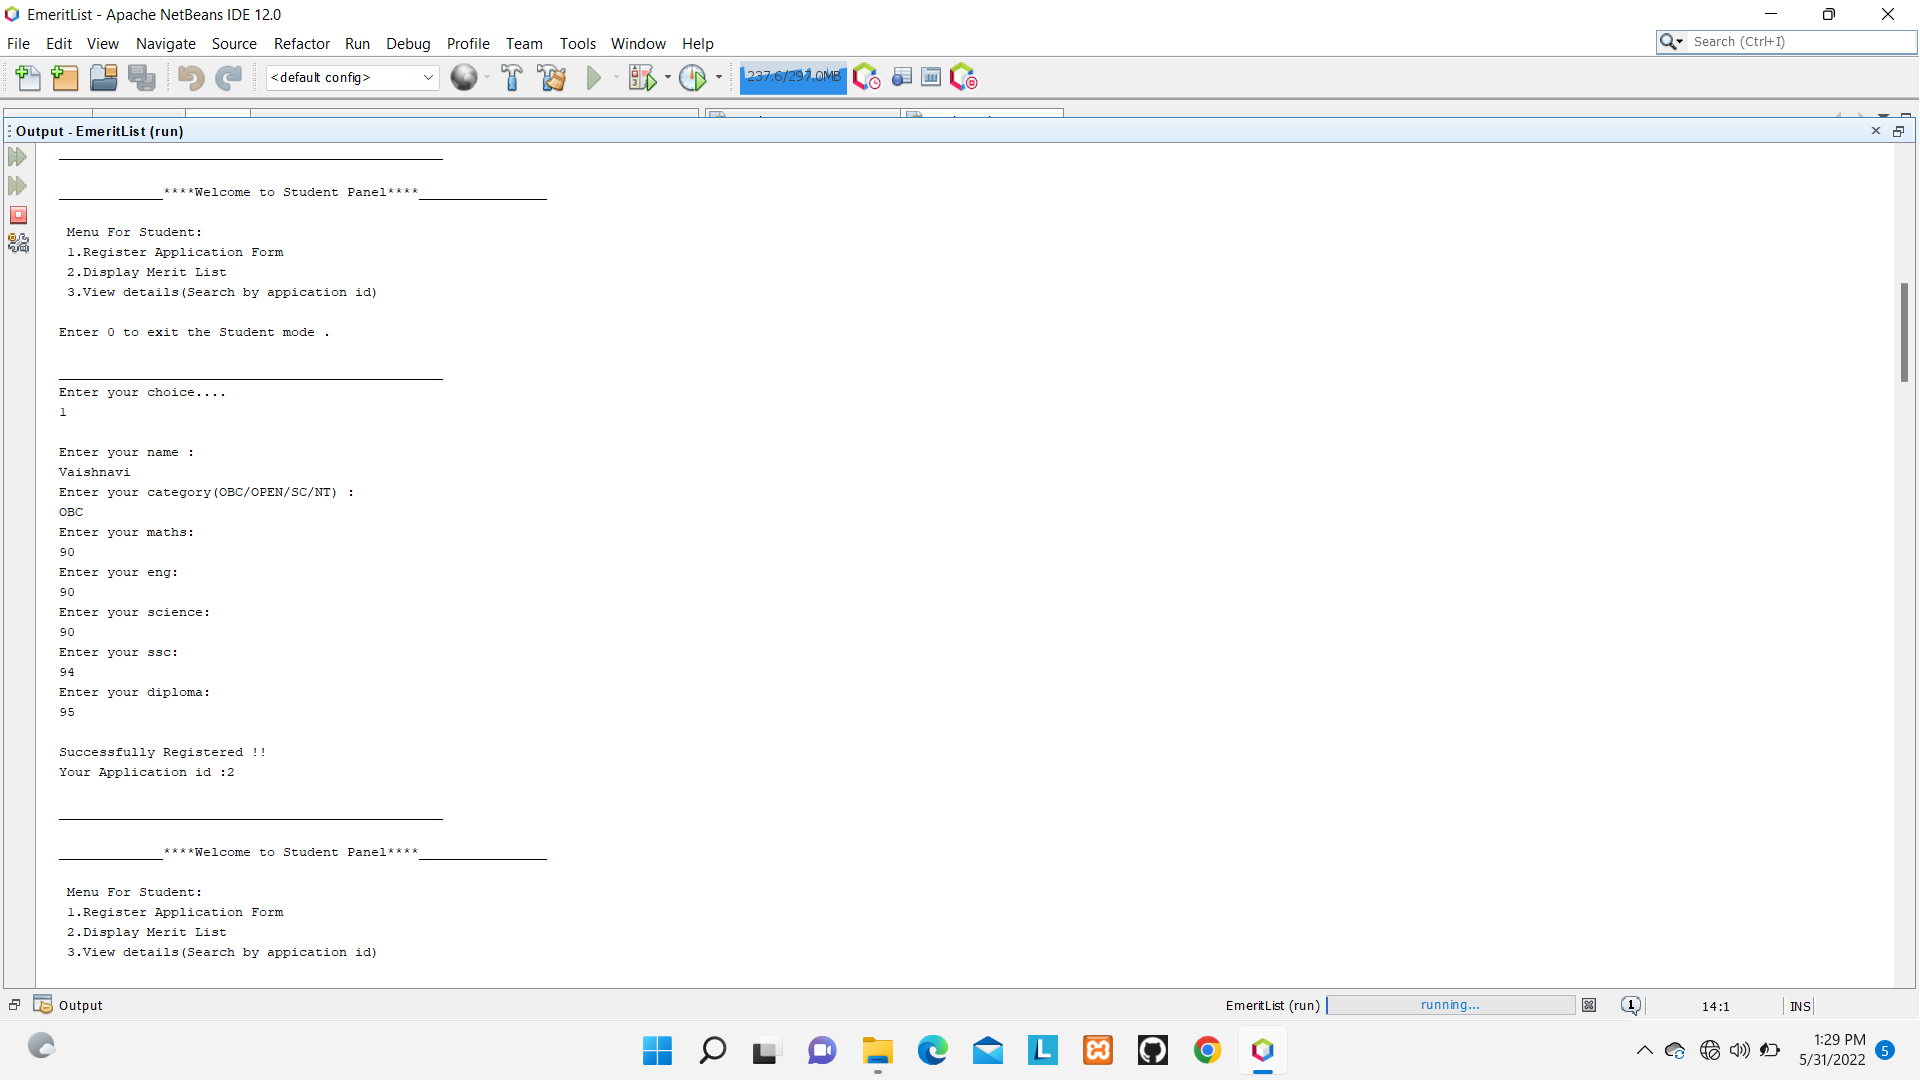 EmeritList - Apache NetBeans IDE 12.0
File Edit View Navigate Source Refactor Run Debug Profile Team Tools Window Help
Search (Ctrl+I)
<default config>
237.6/297.0MB
Output - EmeritList (run)
****Welcome to Student Panel****
Menu For Student:
1.Register Application Form
2.Display Merit List
3.View details(Search by appication id)
Enter 0 to exit the Student mode .
Enter your choice....
1
Enter your name :
Vaishnavi
Enter your category(OBC/OPEN/SC/NT) :
OBC
Enter your maths:
90
Enter your eng:
90
Enter your science:
90
Enter your ssc:
94
Enter your diploma:
95
Successfully Registered !!
Your Application id :2
****Welcome to Student Panel****
Menu For Student:
1.Register Application Form
2.Display Merit List
3.View details(Search by appication id)
Output
EmeritList (run) running... 1 14:1 INS
L
1:29 PM
5/31/2022 5